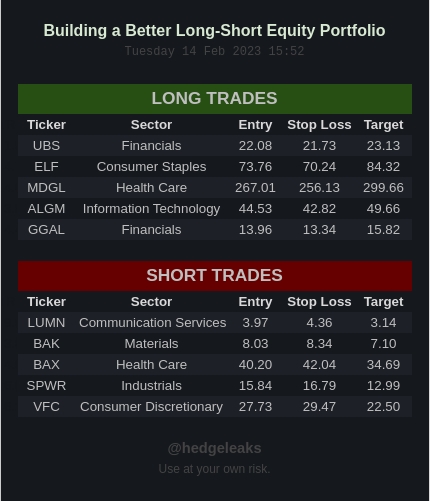 Building a Better Long-Short Equity Portfolio
Tuesday 14 Feb 2023 15:52
LONG TRADES
Ticker Sector Entry Stop Loss Target
UBS Financials 22.08 21.73 23.13
ELF Consumer Staples 73.76 70.24 84.32
MDGL Health Care 267.01 256.13 299.66
ALGM Information Technology 44.53 42.82 49.66
GGAL Financials 13.96 13.34 15.82
SHORT TRADES
Ticker Sector Entry Stop Loss Target
LUMN Communication Services 3.97 4.36 3.14
BAK Materials 8.03 8.34 7.10
BAX Health Care 40.20 42.04 34.69
SPWR Industrials 15.84 16.79 12.99
VFC Consumer Discretionary 27.73 29.47 22.50
@hedgeleaks
Use at your own risk.